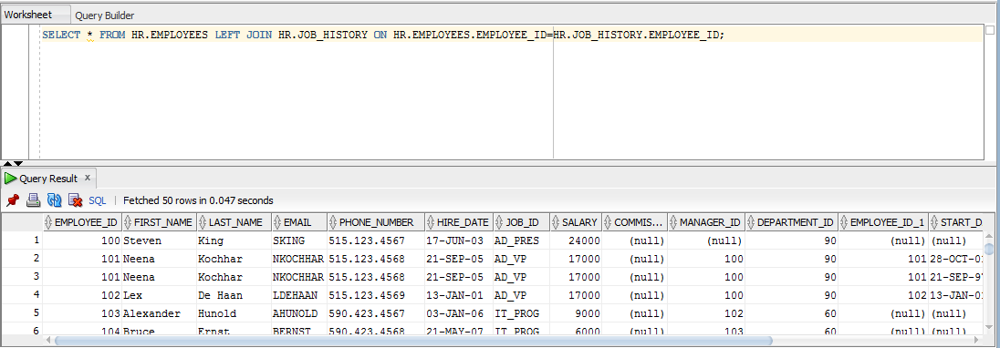 Worksheet Query Builder
SELECT * FROM HR.EMPLOYEES LEFT JOIN HR.JOB_HISTORY ON HR.EMPLOYEES.EMPLOYEE_ID=HR.JOB_HISTORY.EMPLOYEE_ID;
Query Result x
SQL | Fetched 50 rows in 0.047 seconds
EMPLOYEE_ID FIRST_NAME LAST_NAME EMAIL PHONE_NUMBER HIRE_DATE JOB_ID SALARY COMMIS... MANAGER_ID DEPARTMENT_ID EMPLOYEE_ID_1 START_D
1 100 Steven King SKING 515.123.4567 17-JUN-03 AD_PRES 24000 (null) (null) 90 (null) (null)
2 101 Neena Kochhar NKOCHHAR 515.123.4568 21-SEP-05 AD_VP 17000 (null) 100 90 101 28-OCT-01
3 101 Neena Kochhar NKOCHHAR 515.123.4568 21-SEP-05 AD_VP 17000 (null) 100 90 101 21-SEP-97
4 102 Lex De Haan LDEHAAN 515.123.4569 13-JAN-01 AD_VP 17000 (null) 100 90 102 13-JAN-01
5 103 Alexander Hunold AHUNOLD 590.423.4567 03-JAN-06 IT_PROG 9000 (null) 102 60 (null) (null)
6 104 Bruce Ernst BERNST 590.423.4568 21-MAY-07 IT_PROG 6000 (null) 103 60 (null) (null)